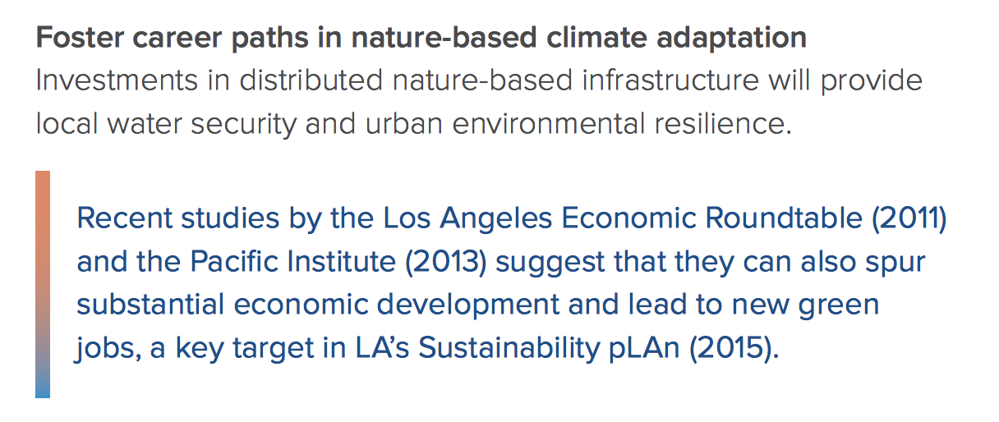 Foster career paths in nature-based climate adaptation
Investments in distributed nature-based infrastructure will provide
local water security and urban environmental resilience.
Recent studies by the Los Angeles Economic Roundtable (2011)
and the Pacific Institute (2013) suggest that they can also spur
substantial economic development and lead to new green
jobs, a key target in LA’s Sustainability pLAn (2015).